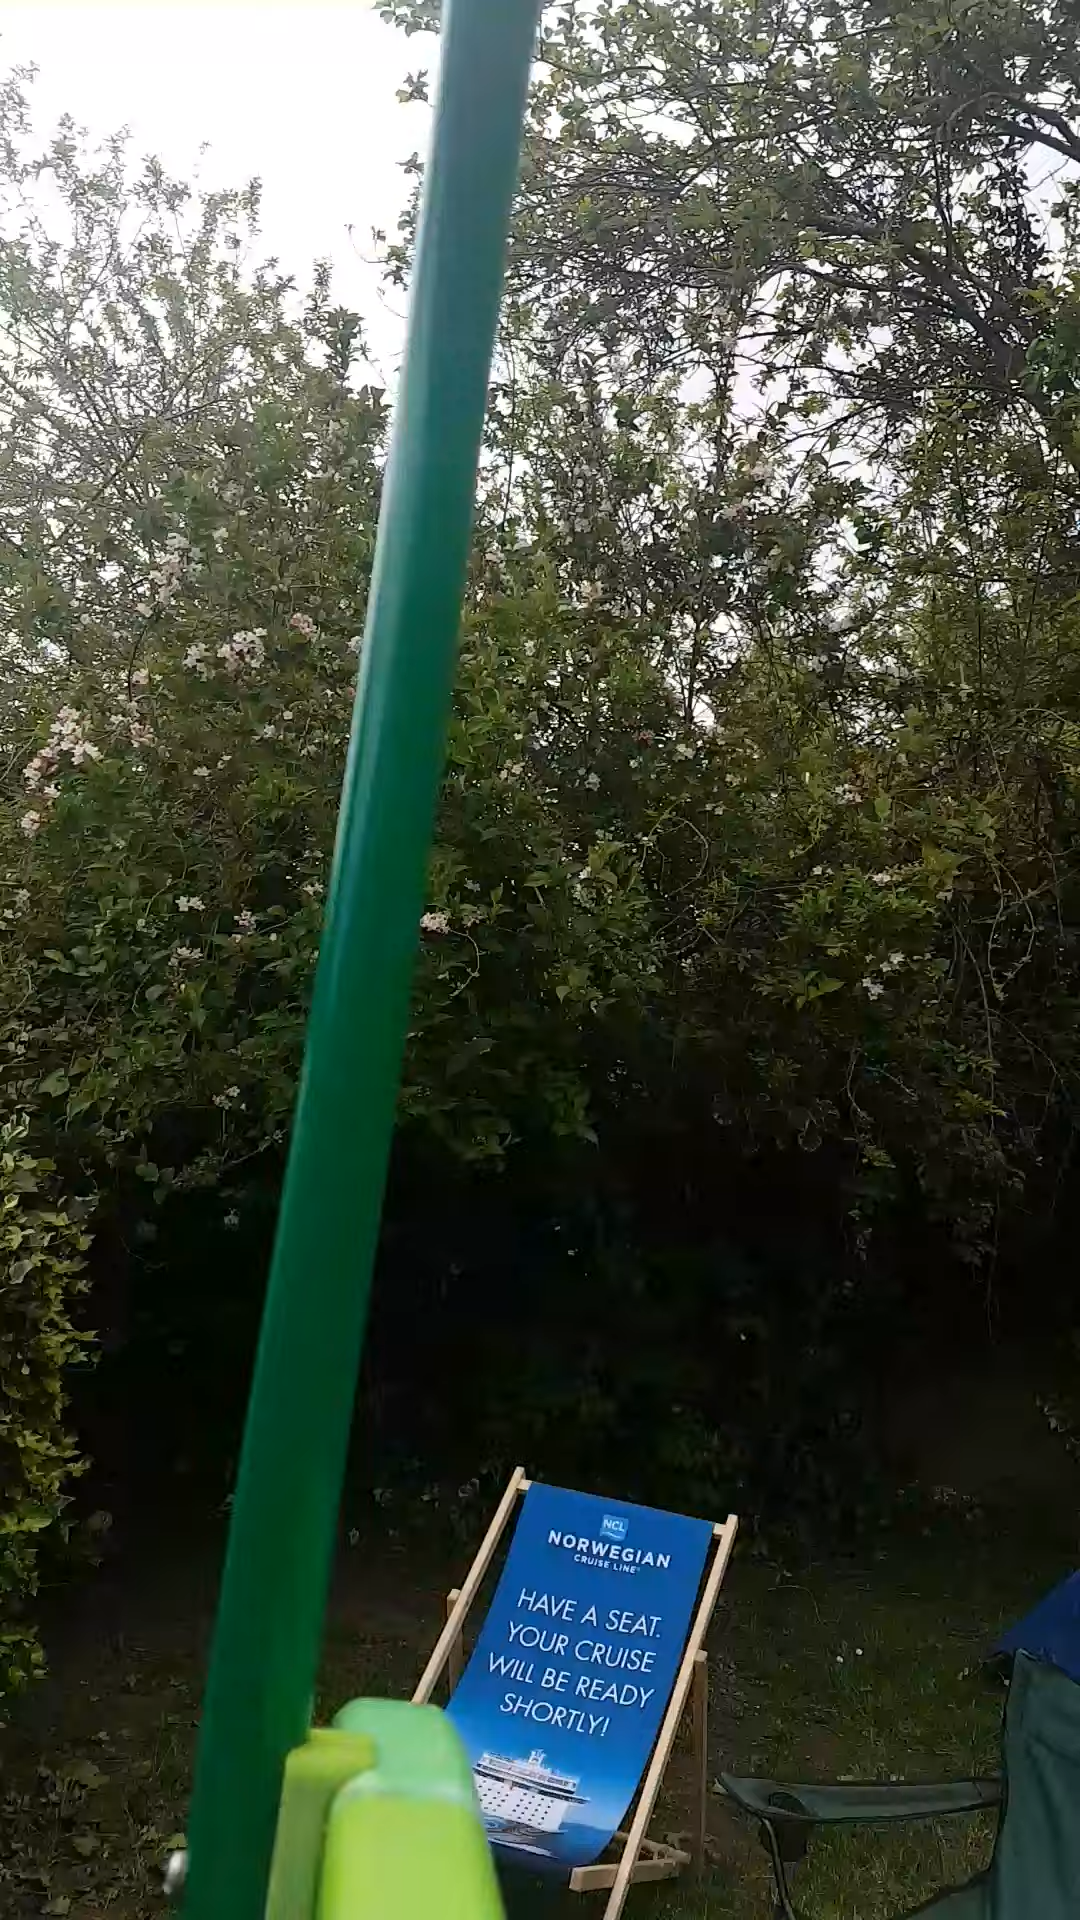 NCL
NORWEGIAN
CRUISE LINE
HAVE A SEAT.
YOUR CRUISE
WILL BE READY
SHORTLY!